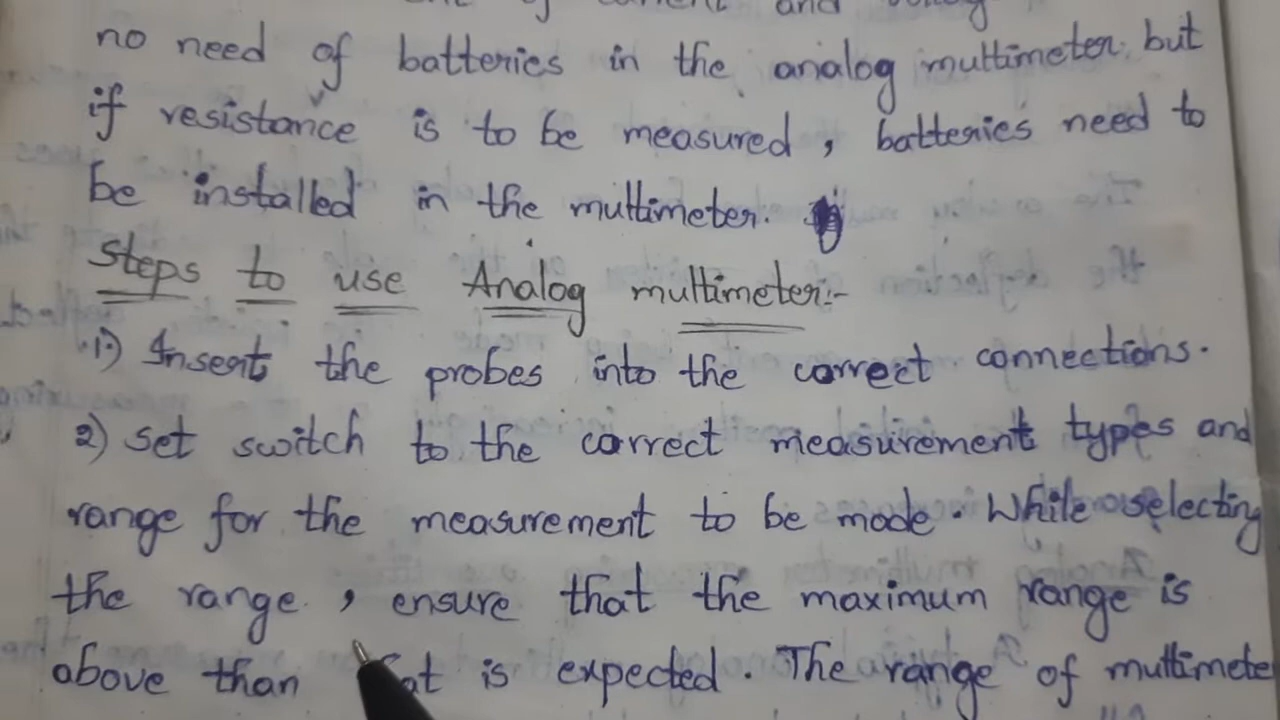 and
no need of batteries in the analog multimeter, but
if resistance is to be measured, batteries need to
be installed in the multimeter.
Steps to use Analog multimeter:-
1) Insert the probes into the correct connections.
2) Set switch to the correct measurement types and
range for the measurement to be made. While selecting
the range, ensure that the maximum range is
above than is expected. The range of multimete